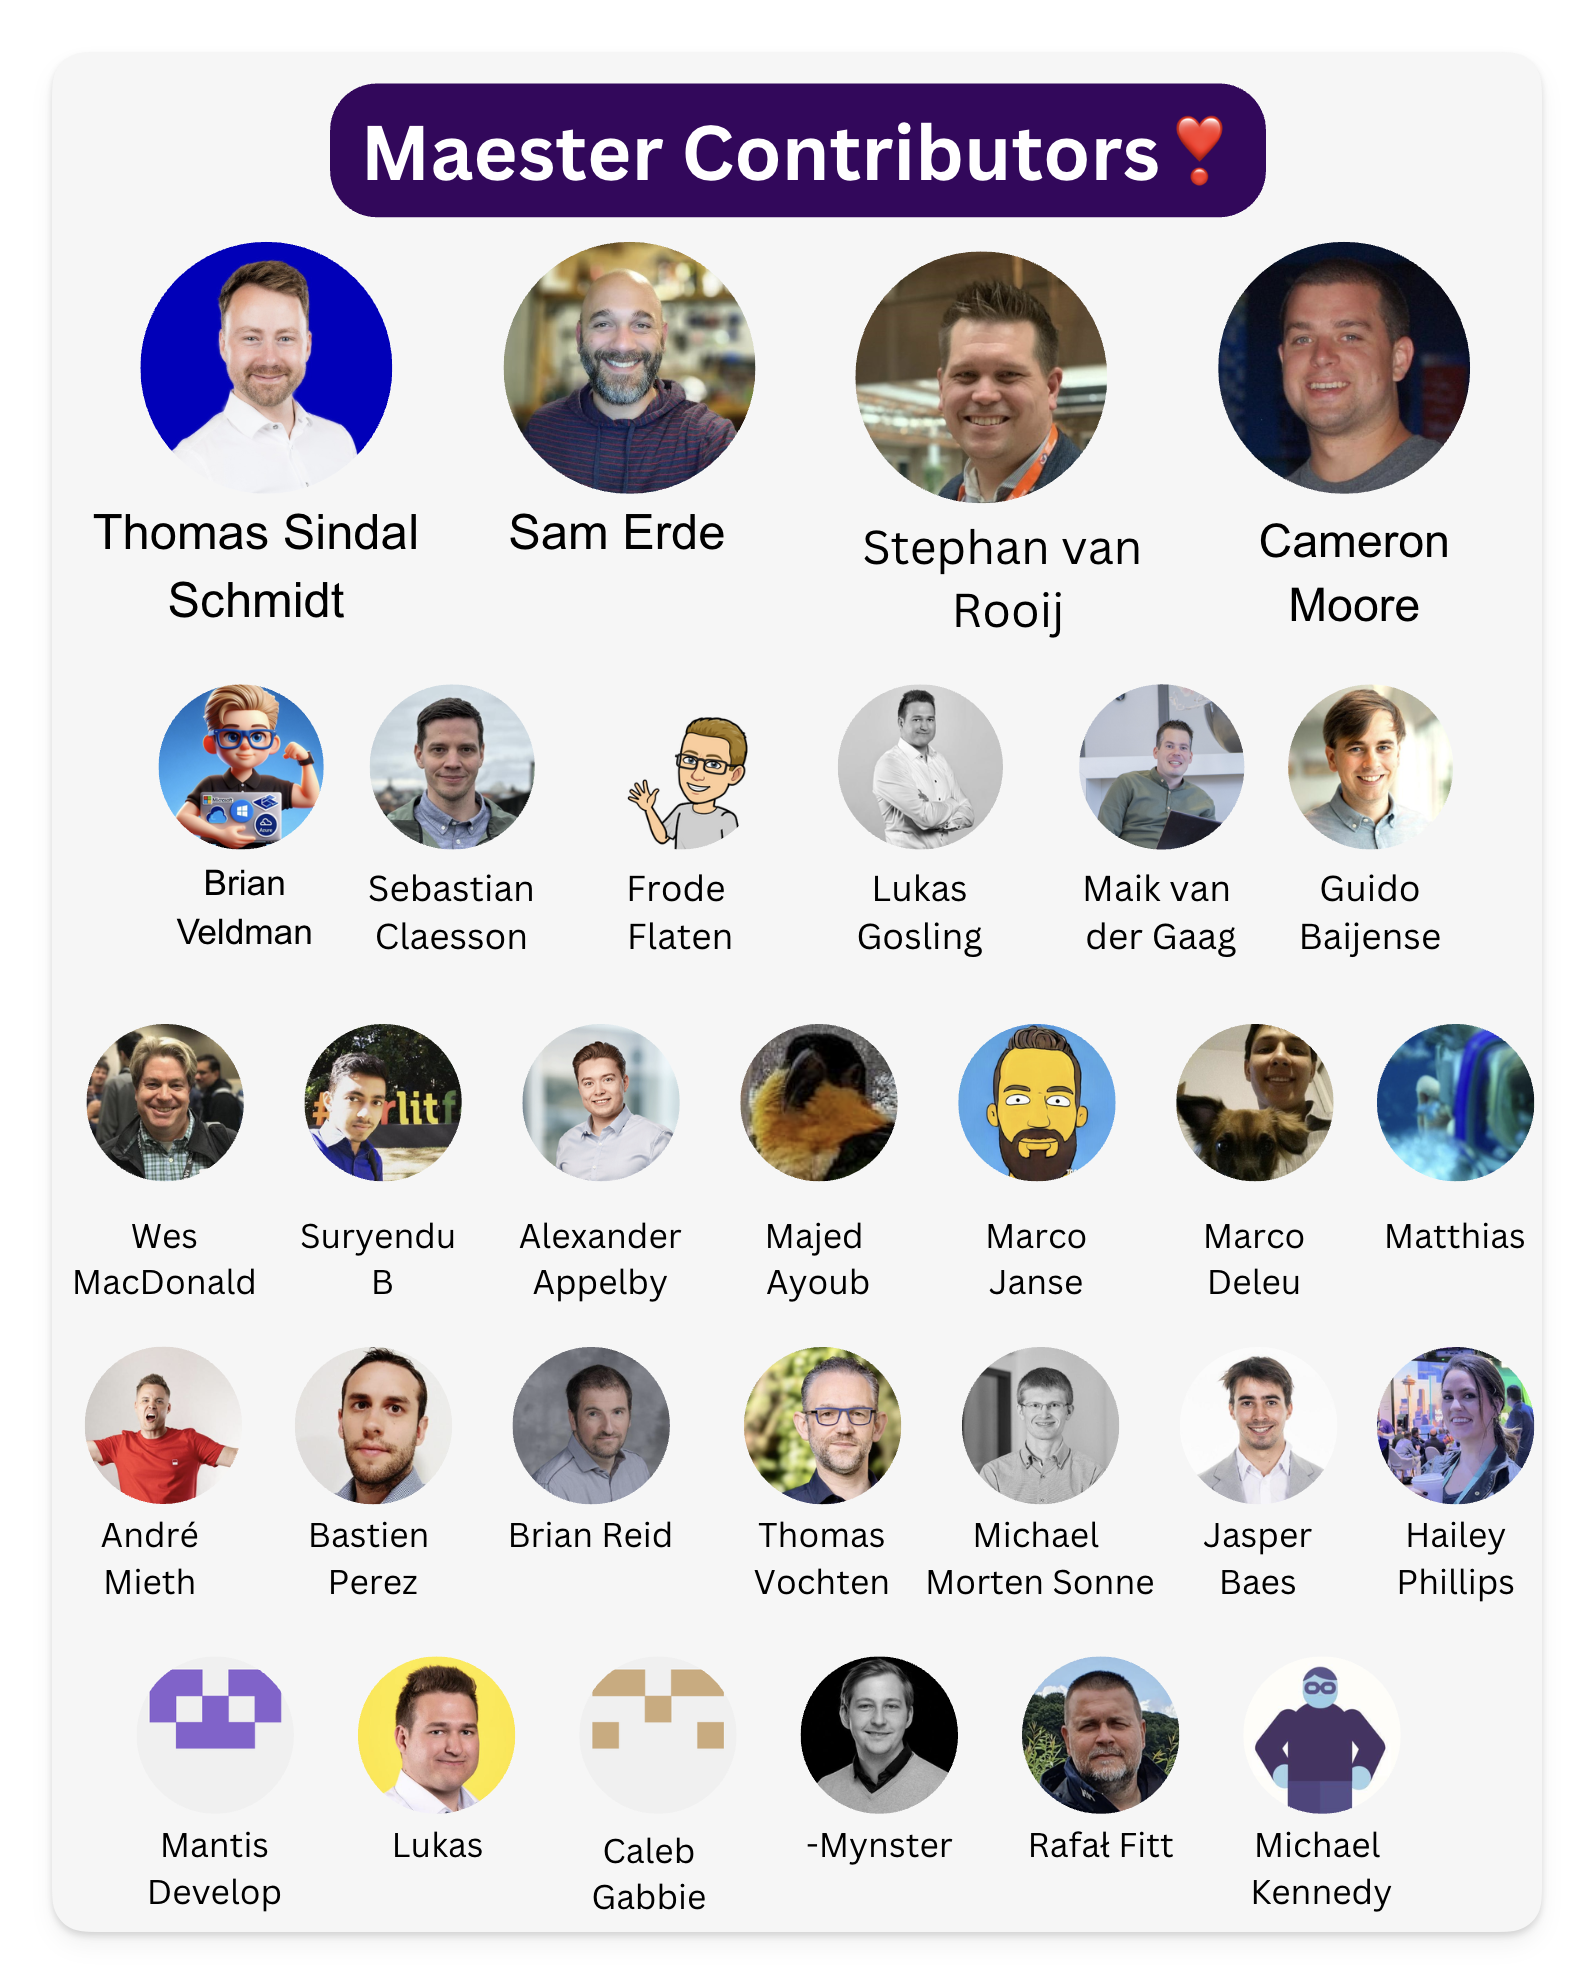 Maester Contributors❣️
Thomas Sindal
Schmidt
Sam Erde
Stephan van
Rooij
Cameron
Moore
Microsoft
Azure
Brian
Veldman
Sebastian
Claesson
Frode
Flaten
Lukas
Gosling
Maik van
der Gaag
Guido
Baijense
Wes
MacDonald
Suryendu
B
Alexander
Appelby
Majed
Ayoub
Marco
Janse
Marco
Deleu
Matthias
André
Mieth
Bastien
Perez
Brian Reid
Thomas
Vochten
Michael
Morten Sonne
Jasper
Baes
Hailey
Phillips
Mantis
Develop
Lukas
Caleb
Gabbie
-Mynster
Rafał Fitt
Michael
Kennedy